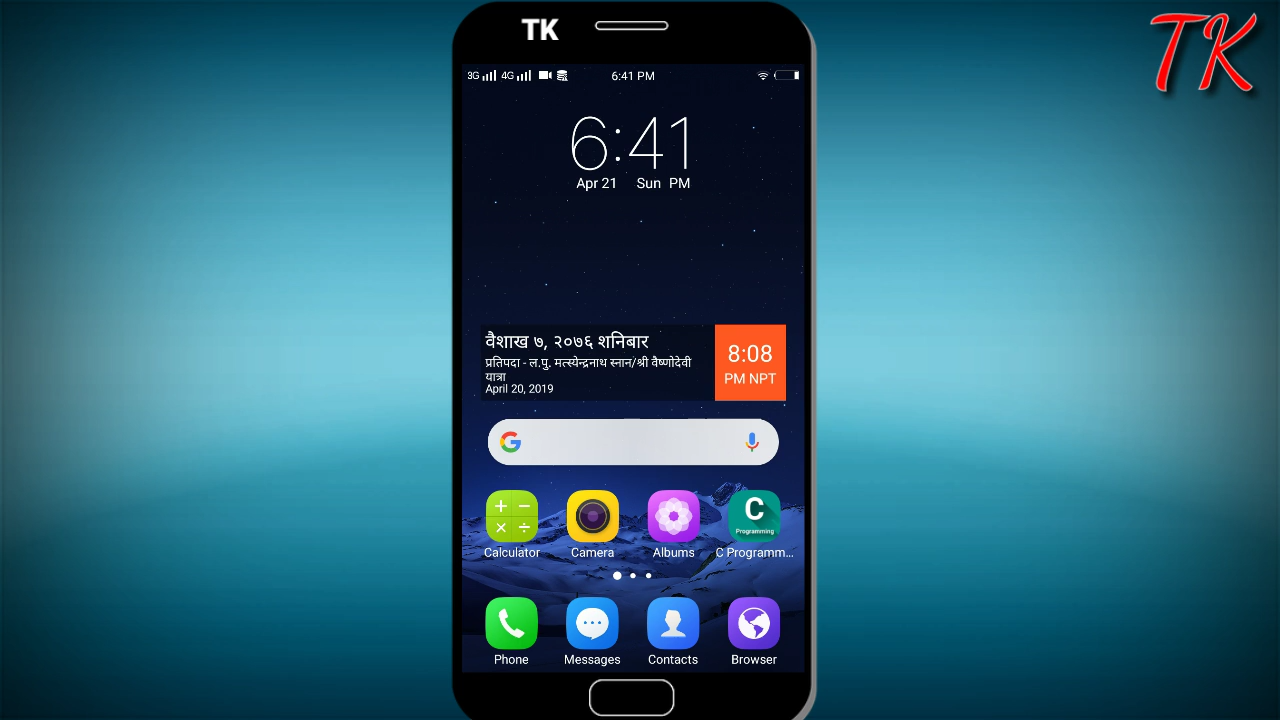 TK
TK
3G 4G 6:41 PM
6:41
Apr 21 Sun PM
वैशाख ७, २०७६ शनिबार
प्रतिपदा - ल.पु. मत्स्येन्द्रनाथ स्नान/श्री वैष्णोदेवी
यात्रा
April 20, 2019
8:08
PM NPT
G
C
Programming
Calculator Camera Albums C Programm...
Phone Messages Contacts Browser